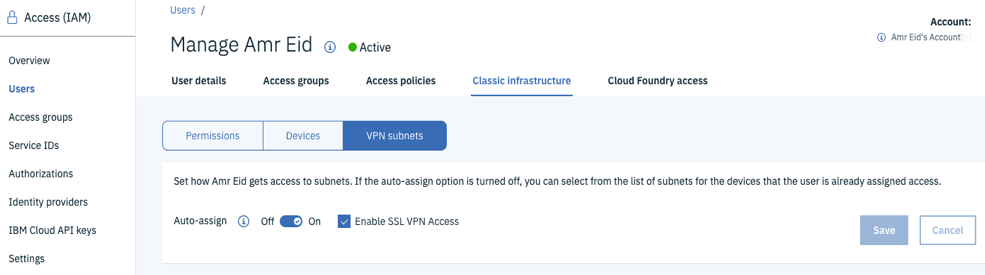 Access (IAM)
Overview
Users
Access groups
Service IDs
Authorizations
Identity providers
IBM Cloud API keys
Settings
Users /
Manage Amr Eid
Active
Account:
Amr Eid's Account
User details
Access groups
Access policies
Classic infrastructure
Cloud Foundry access
Permissions
Devices
VPN subnets
Set how Amr Eid gets access to subnets. If the auto-assign option is turned off, you can select from the list of subnets for the devices that the user is already assigned access.
Auto-assign
Off
On
Enable SSL VPN Access
Save
Cancel